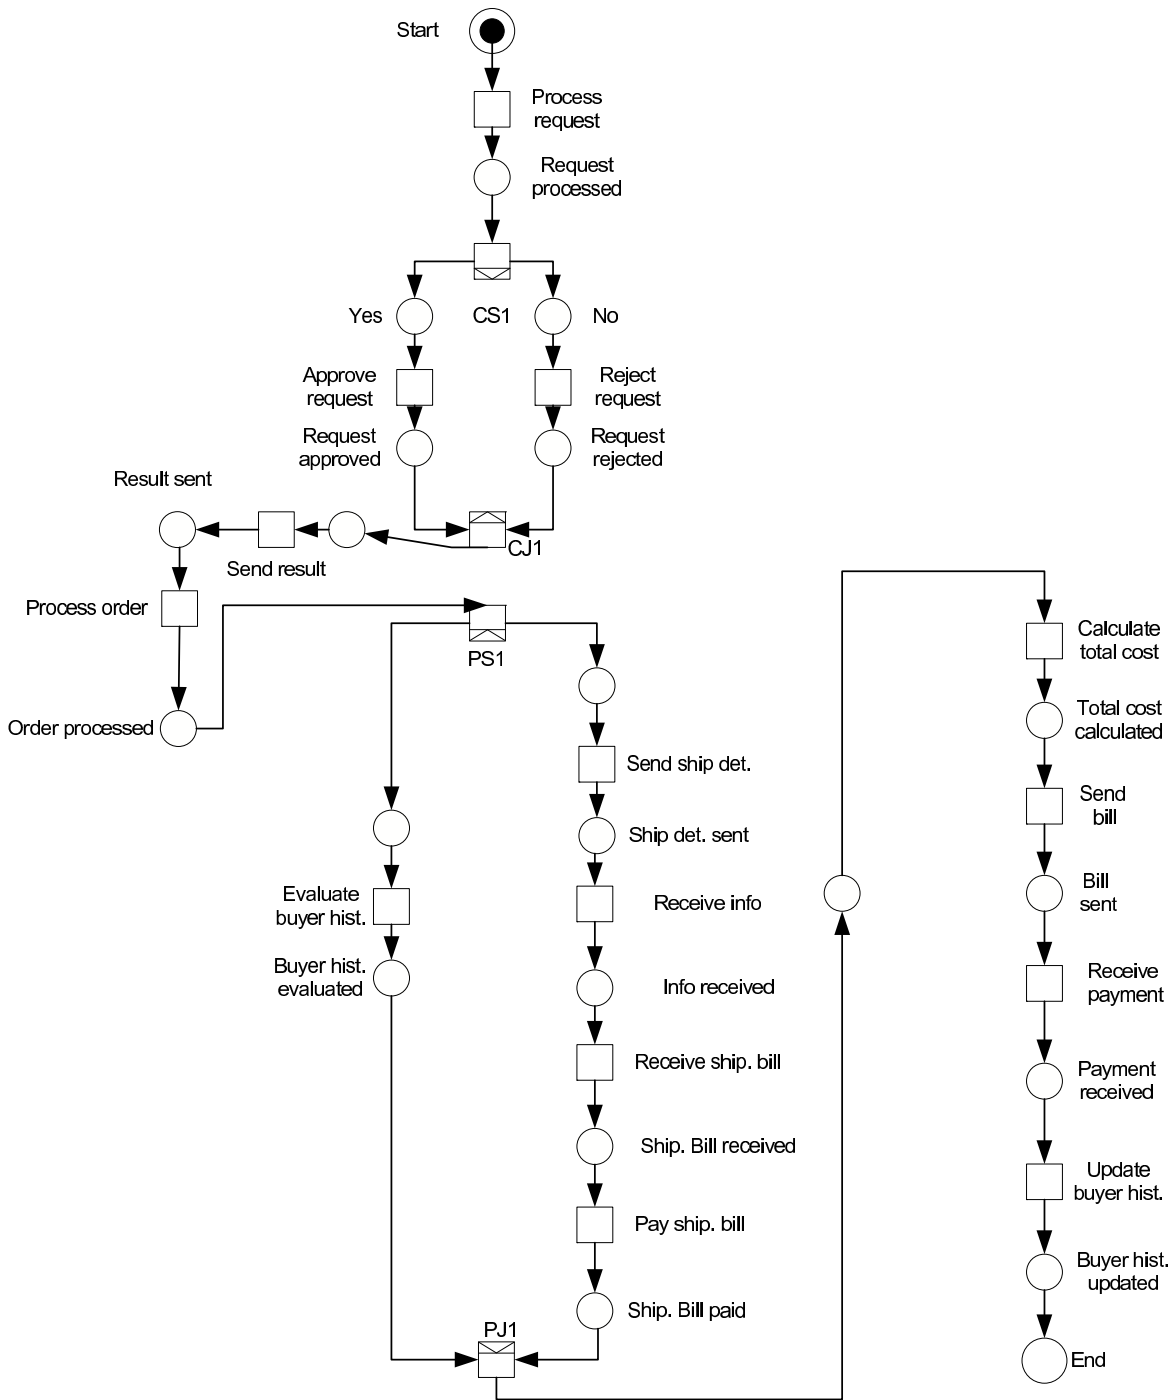 Start
Process
request
Request
processed
Yes
CS1
No
Approve
request
Reject
request
Request
approved
Request
rejected
Result sent
CJ1
Send result
Process order
PS1
Order processed
Send ship det.
Ship det. sent
Evaluate
buyer hist.
Receive info
Buyer hist.
evaluated
Info received
Receive ship. bill
Ship. Bill received
Pay ship. bill
Ship. Bill paid
PJ1
Calculate
total cost
Total cost
calculated
Send
bill
Bill
sent
Receive
payment
Payment
received
Update
buyer hist.
Buyer hist.
updated
End